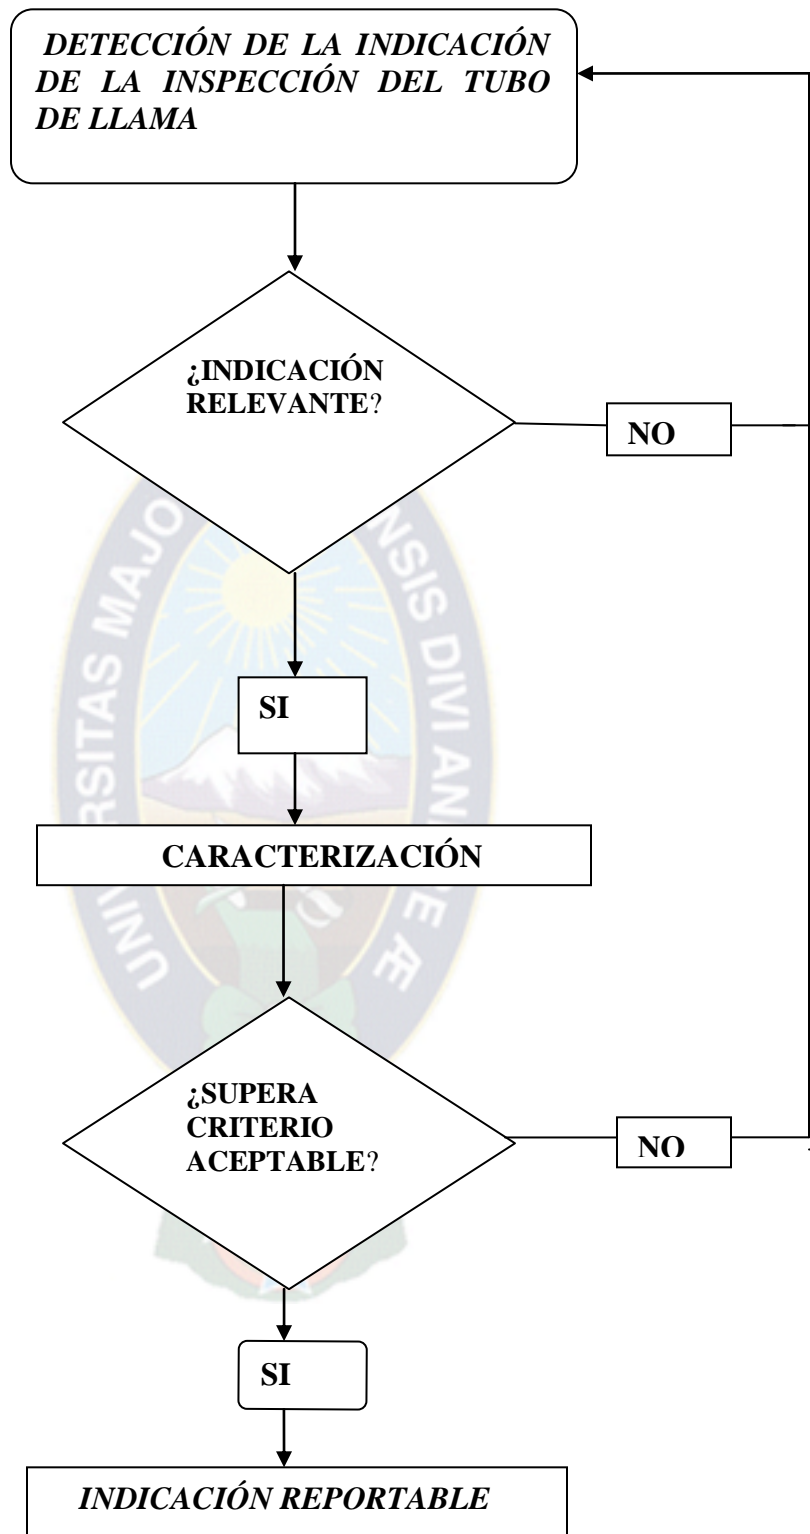 DETECCIÓN DE LA INDICACIÓN
DE LA INSPECCIÓN DEL TUBO
DE LLAMA
¿INDICACIÓN
RELEVANTE?
NO
SI
CARACTERIZACIÓN
¿SUPERA
CRITERIO
ACEPTABLE?
NO
SI
INDICACIÓN REPORTABLE
DIVI